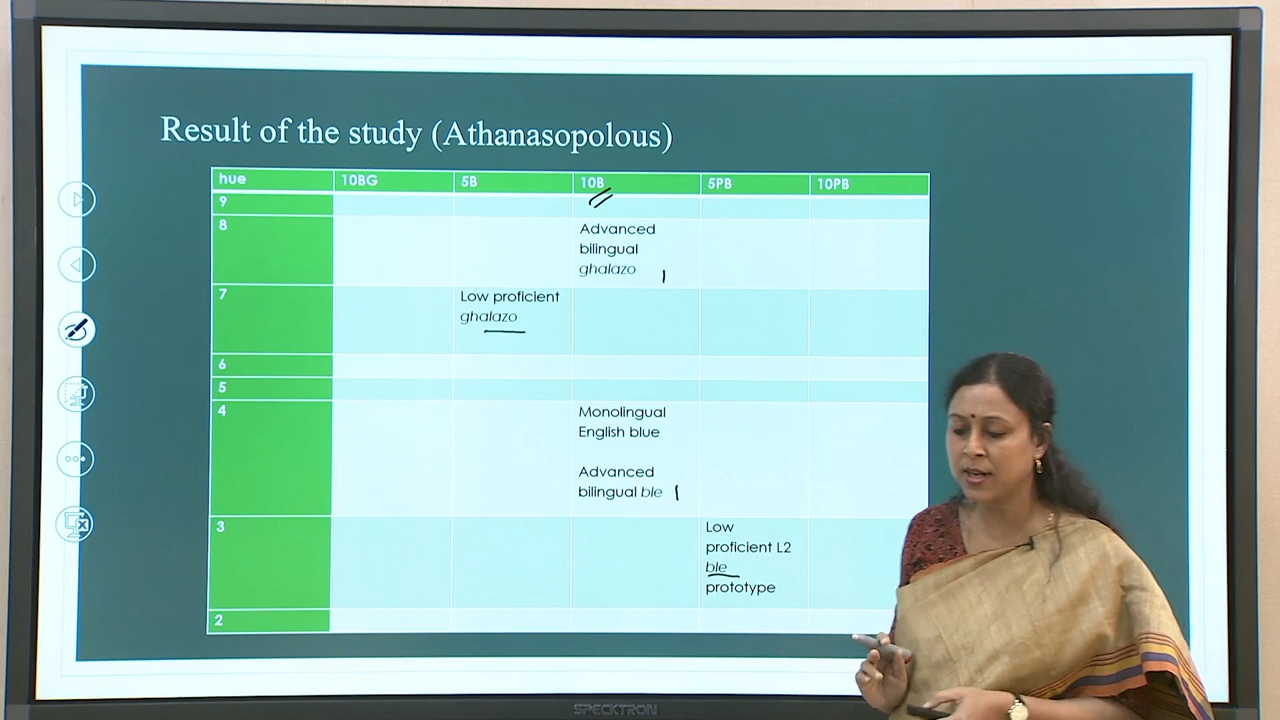 Result of the study (Athanasopolous)
hue 10BG 5B 10B 5PB 10PB
9
8
Advanced
bilingual
ghalazo
7
Low proficient
ghalazo
6
5
4
Monolingual
English blue
Advanced
bilingual ble
3
Low
proficient L2
ble
prototype
2
SPECKTRON